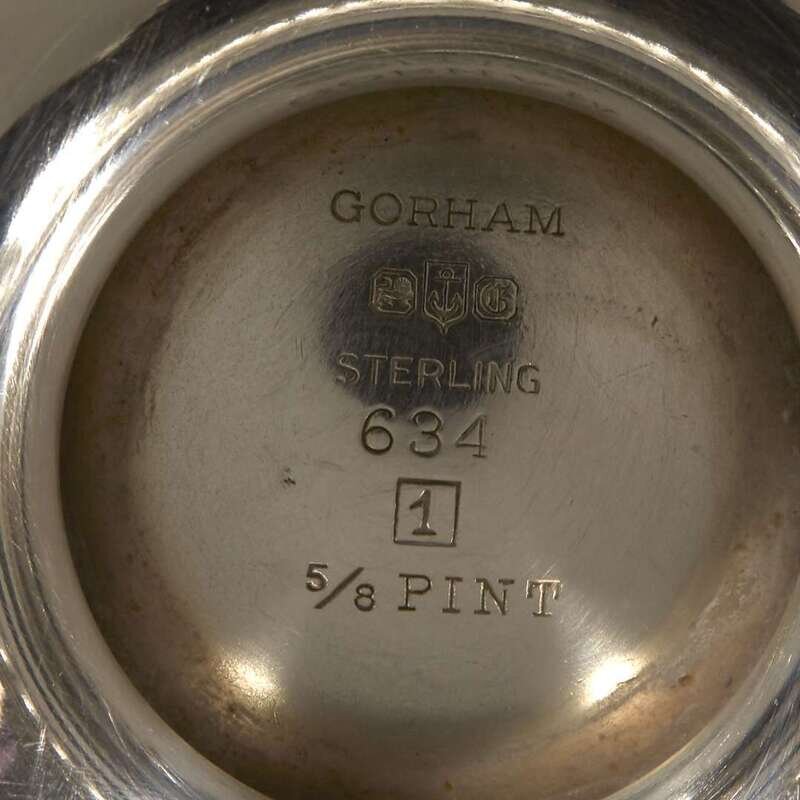 GORHAM
G
STERLING
634
1
5/8 PINT